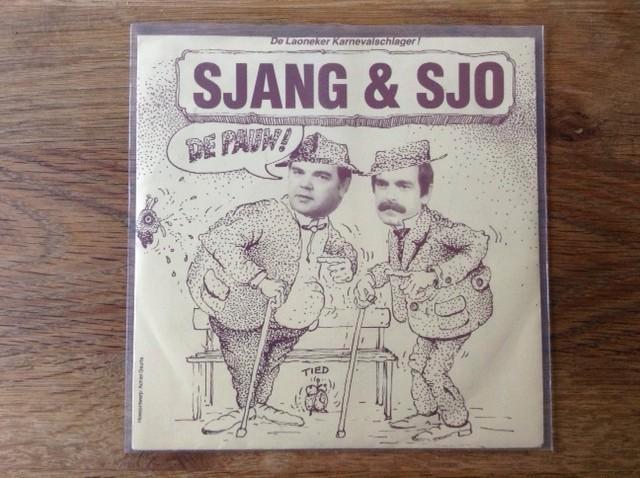 De Laoneker Karnevalschlager!
SJANG & SJO
DE PAUW!
TIED